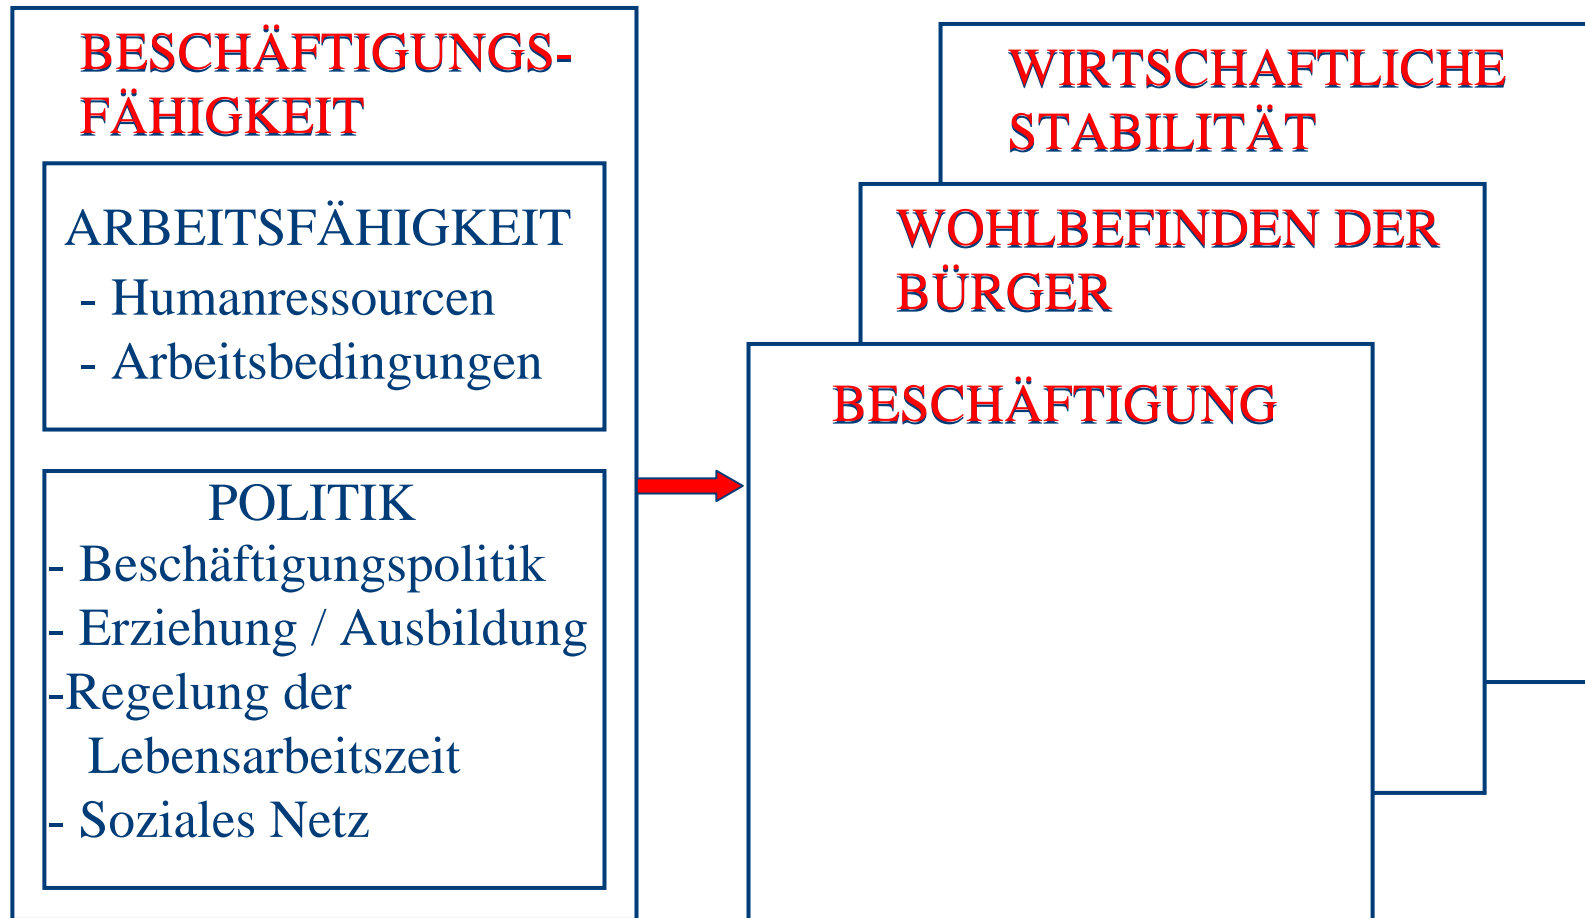 BESCHÄFTIGUNGS-
FÄHIGKEIT
ARBEITSFÄHIGKEIT
- Humanressourcen
- Arbeitsbedingungen
POLITIK
- Beschäftigungspolitik
- Erziehung / Ausbildung
-Regelung der
Lebensarbeitszeit
- Soziales Netz
WIRTSCHAFTLICHE
STABILITÄT
WOHLBEFINDEN DER
BÜRGER
BESCHÄFTIGUNG